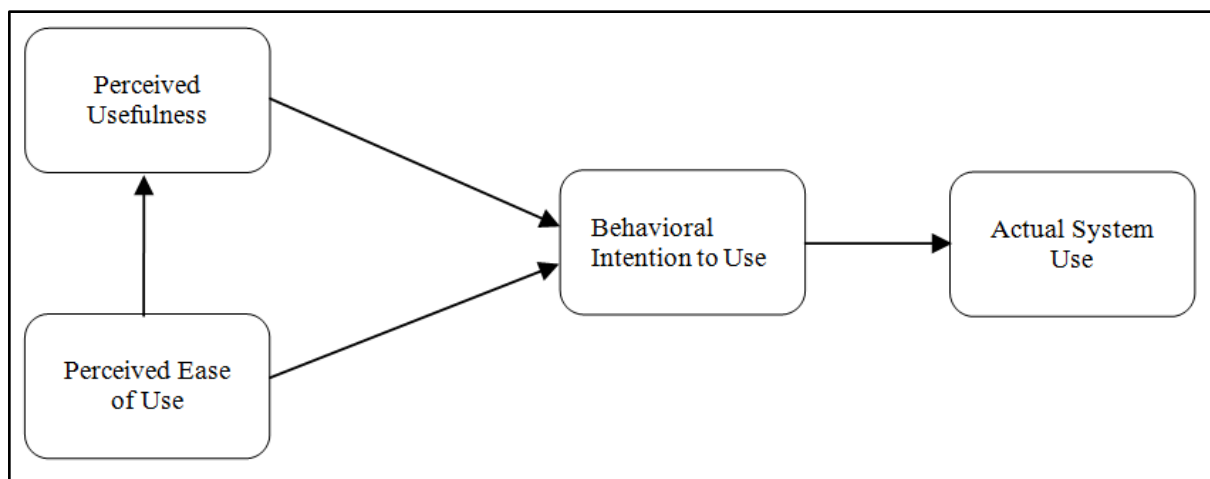 Perceived
Usefulness
Behavioral
Intention to Use
Actual System
Use
Perceived Ease
of Use